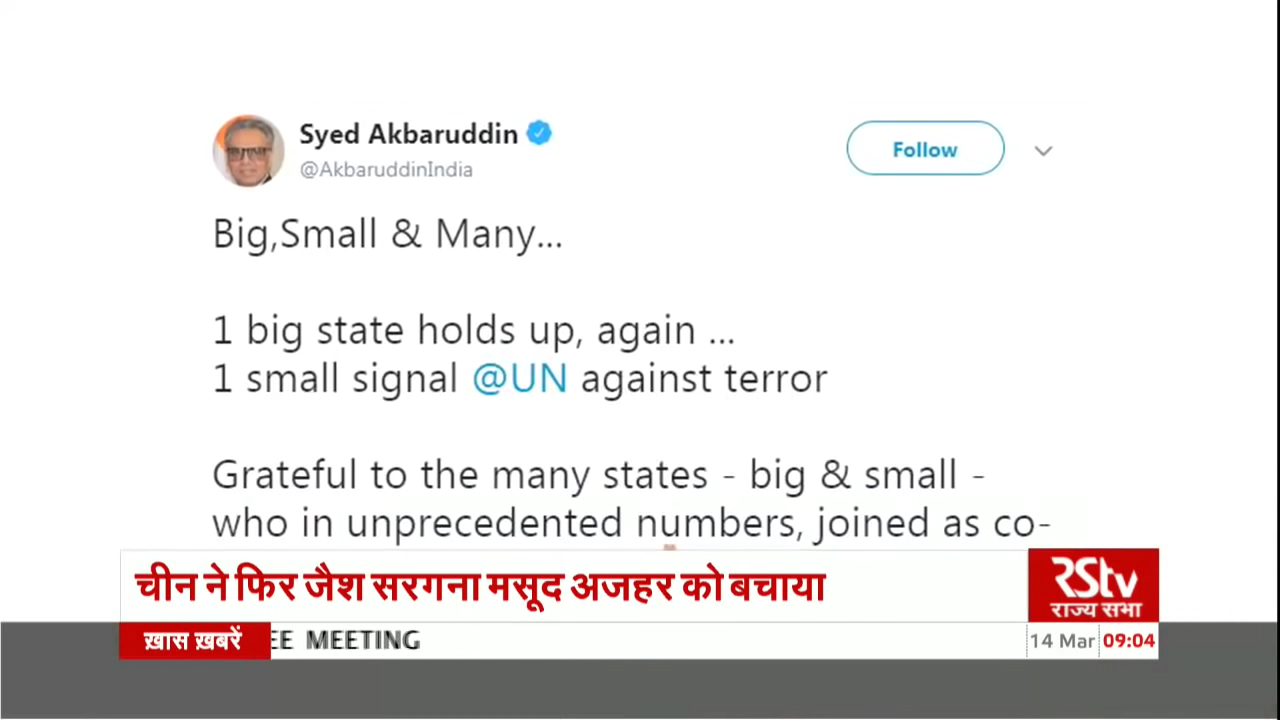 Syed Akbaruddin
@AkbaruddinIndia
Follow
Big,Small & Many...
1 big state holds up, again ...
1 small signal @UN against terror
Grateful to the many states - big & small -
who in unprecedented numbers, joined as co-
चीन ने फिर जैश सरगना मसूद अजहर को बचाया
RStv
राज्य सभा
ख़ास ख़बरें
EE MEETING
14 Mar 09:04